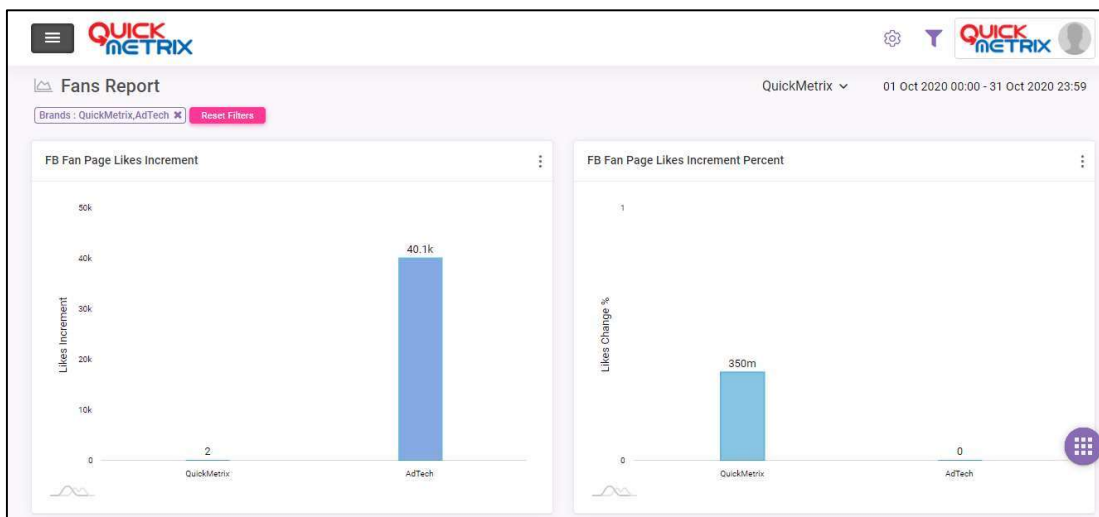 QUICK
METRIX
QUICK
METRIX
Fans Report
QuickMetrix
01 Oct 2020 00:00 - 31 Oct 2020 23:59
Brands : QuickMetrix,AdTech ✖
Reset Filters
FB Fan Page Likes Increment
50k
40k
30k
20k
10k
0
Likes Increment
2
40.1k
QuickMetrix
AdTech
FB Fan Page Likes Increment Percent
1
0
Likes Change %
350m
0
QuickMetrix
AdTech